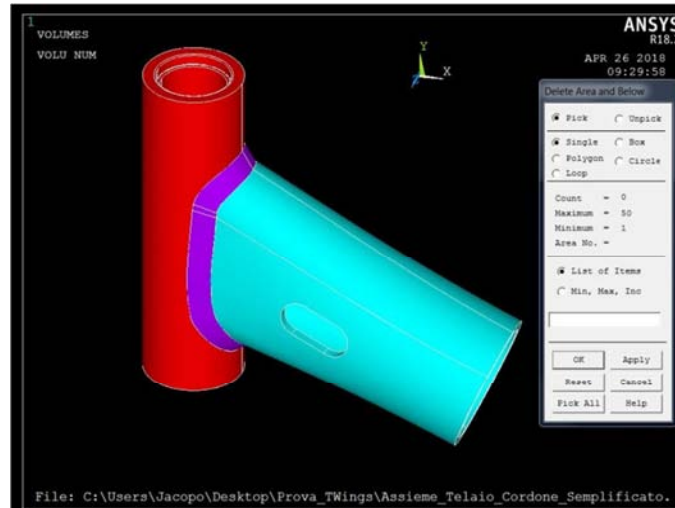 1
VOLUMES
VOLU NUM
ANSYS
R18.
APR 26 2018
09:29:58
Y
X
Delete Area and Below
Pick Unpick
Single Box
Polygon Circle
Loop
Count = 0
Maximum = 50
Minimum = 1
Area No. =
List of Items
Min, Max, Inc
OK Apply
Reset Cancel
Pick All Help
File: C:\Users\Jacopo\Desktop\Prova_TWings\Assieme_Telaio_Cordone_Semplificato.